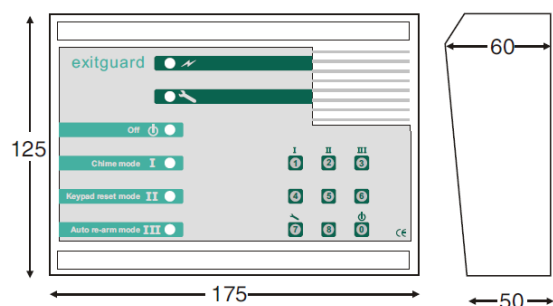 exitguard
60
Off
125
I II III
Chime mode I
1 2 3
Keypad reset mode II
4 5 6
Auto re-arm mode III
7 8 0
CE
175
50